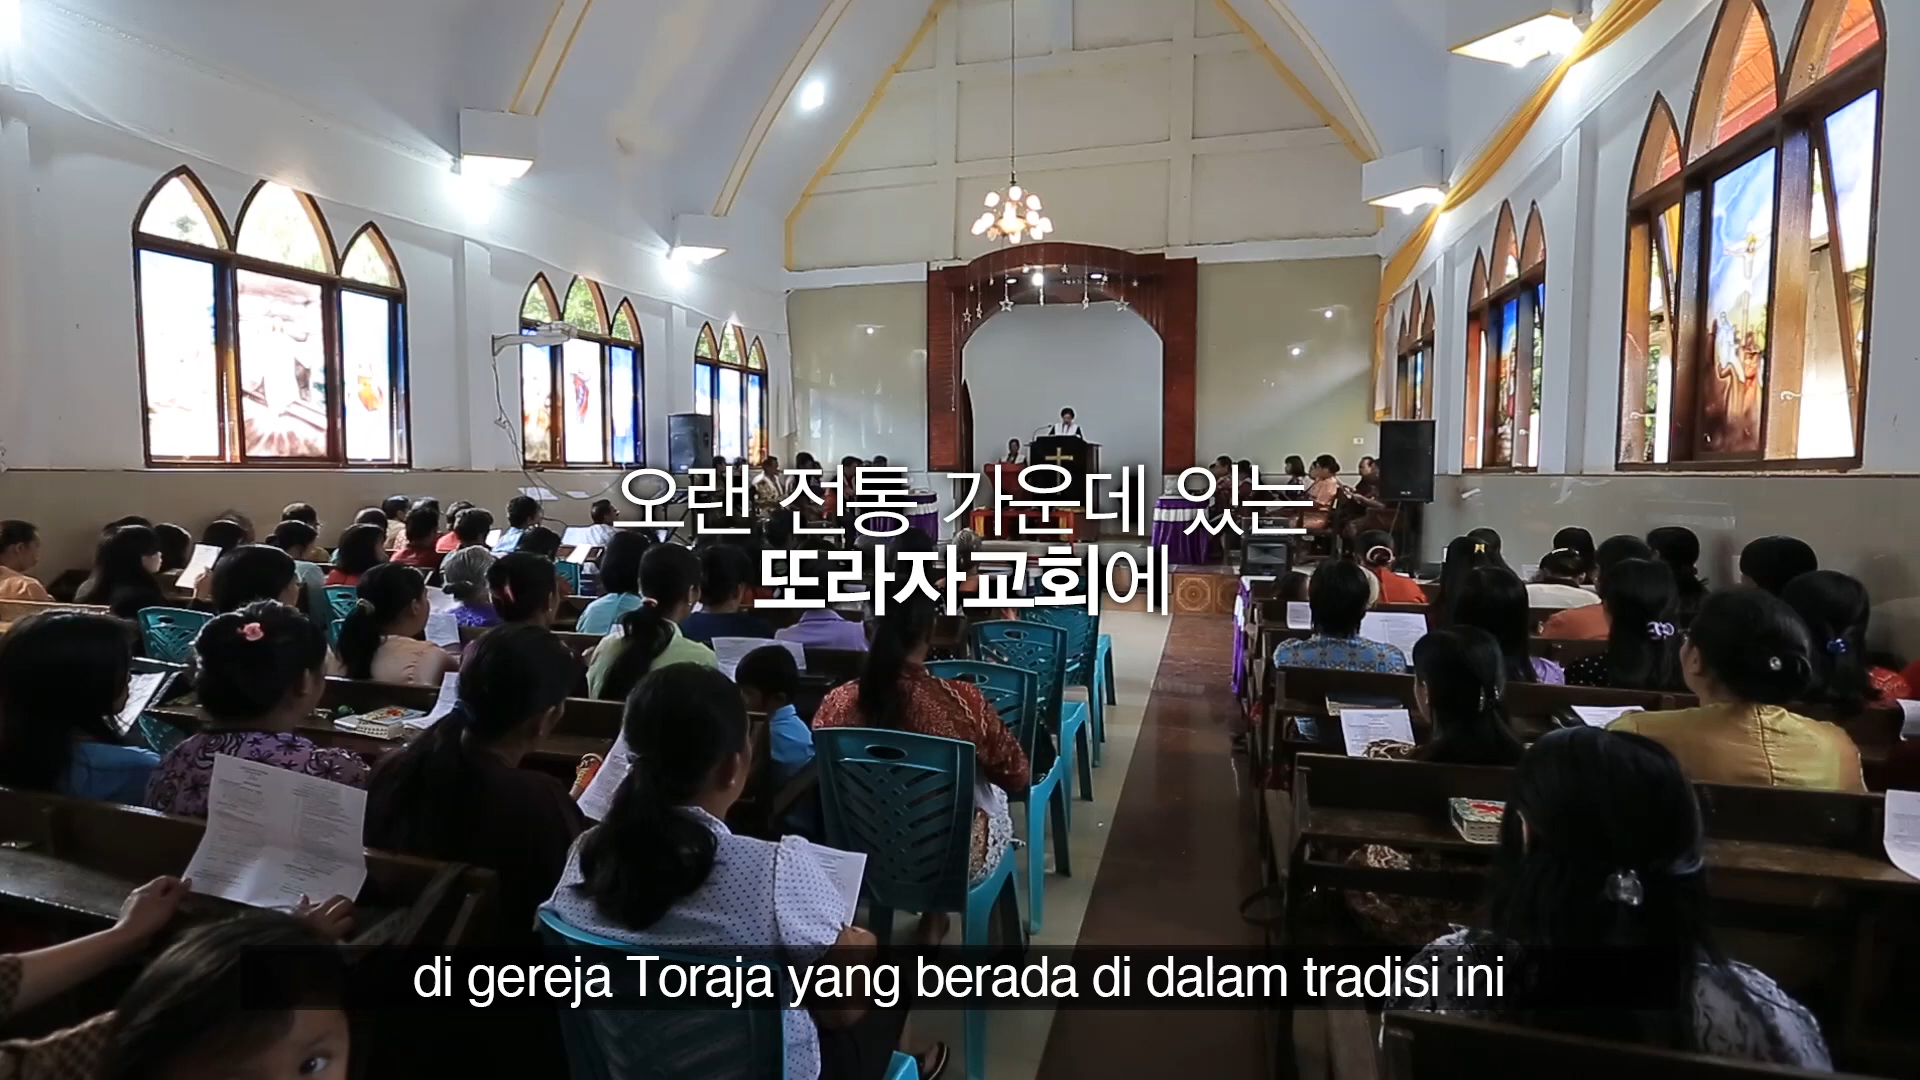 오랜 전통 가운데 있는
또라자교회에
di gereja Toraja yang berada di dalam tradisi ini